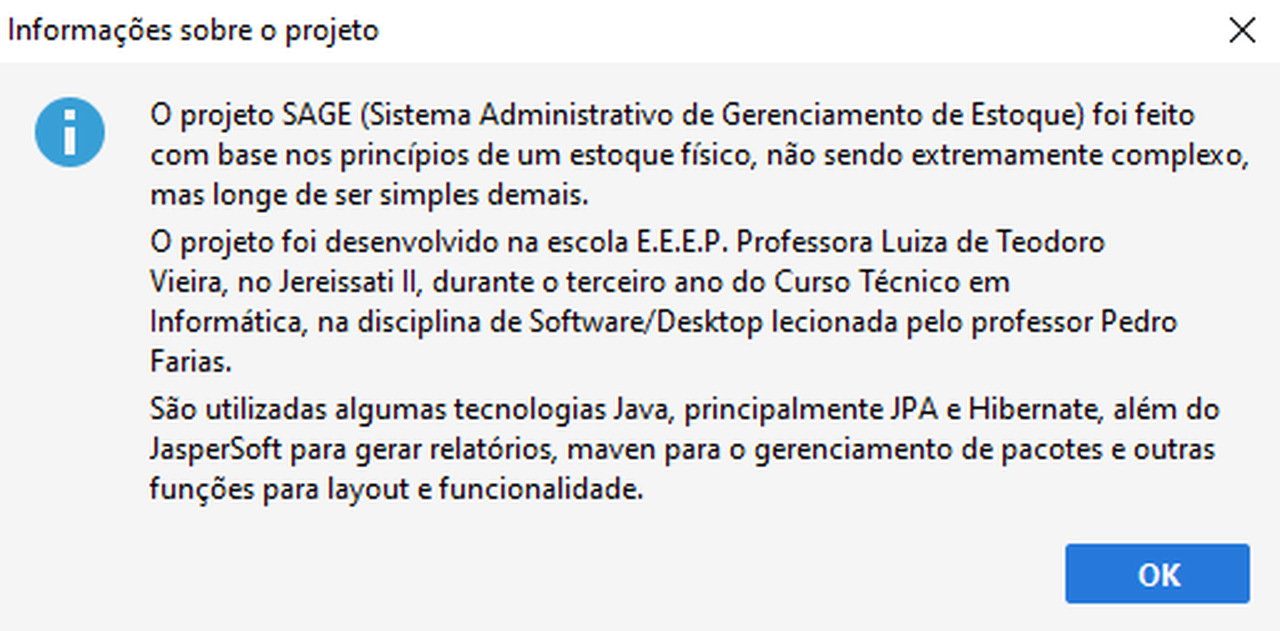 Informações sobre o projeto
O projeto SAGE (Sistema Administrativo de Gerenciamento de Estoque) foi feito
com base nos princípios de um estoque físico, não sendo extremamente complexo,
mas longe de ser simples demais.
O projeto foi desenvolvido na escola E.E.E.P. Professora Luiza de Teodoro
Vieira, no Jereissati II, durante o terceiro ano do Curso Técnico em
Informática, na disciplina de Software/Desktop lecionada pelo professor Pedro
Farias.
São utilizadas algumas tecnologias Java, principalmente JPA e Hibernate, além do
JasperSoft para gerar relatórios, maven para o gerenciamento de pacotes e outras
funções para layout e funcionalidade.
OK